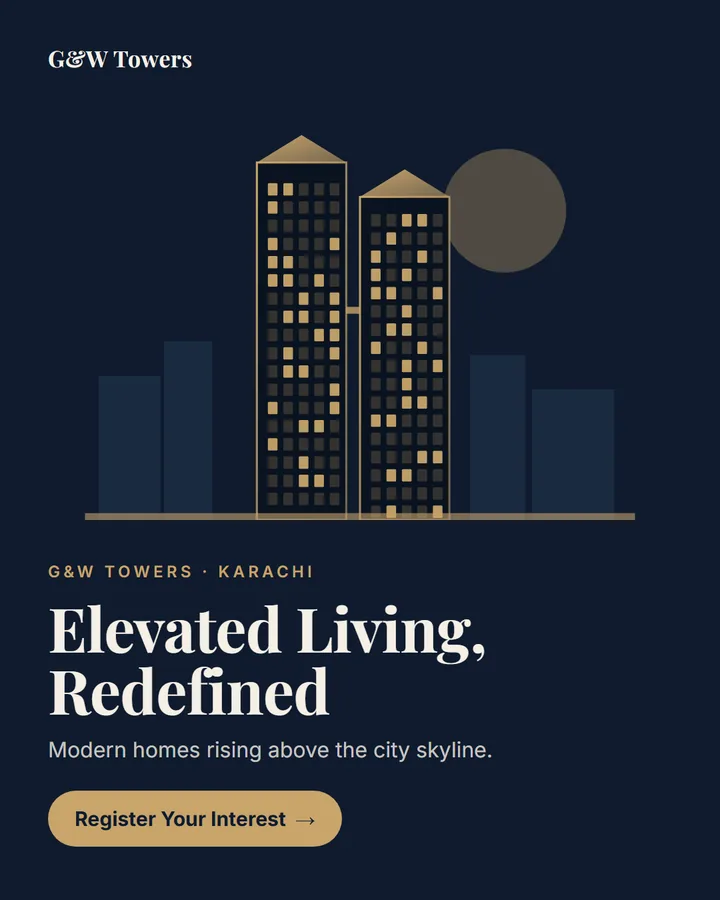 G&W Towers
G&W TOWERS · KARACHI
Elevated Living,
Redefined
Modern homes rising above the city skyline.
Register Your Interest →